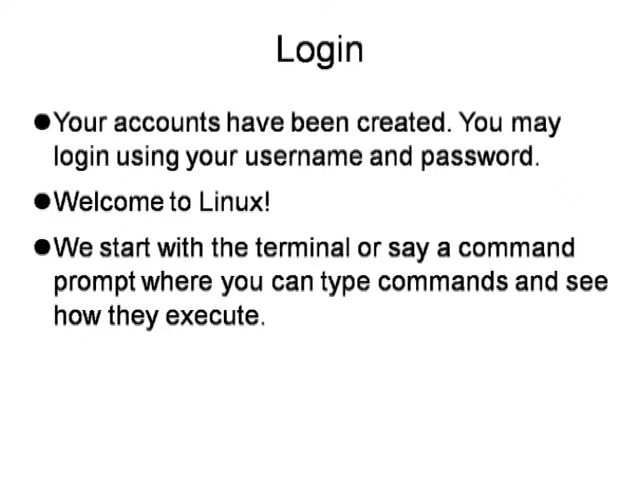 Login
●Your accounts have been created. You may
login using your username and password.
●Welcome to Linux!
●We start with the terminal or say a command
prompt where you can type commands and see
how they execute.